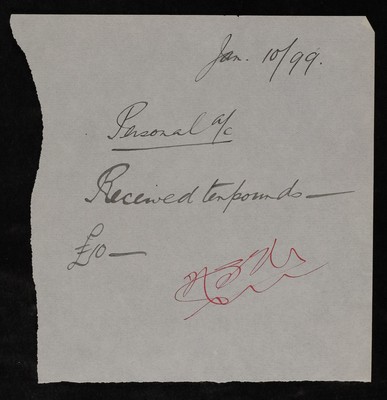 Jan. 10/99.
Personal a/c
Received ten pounds —
£10 —